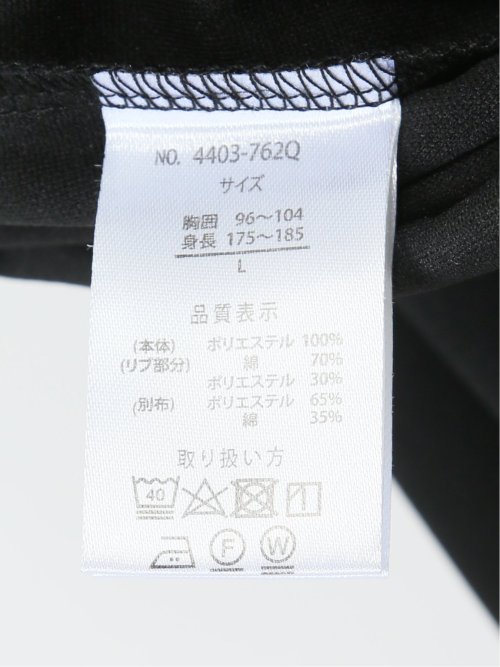 NO. 4403-762Q
サイズ
胸囲 96～104
身長 175～185
L
品質表示
(本体) ポリエステル 100%
(リブ部分) 綿 70%
ポリエステル 30%
(別布) ポリエステル 65%
綿 35%
取り扱い方
40
F W